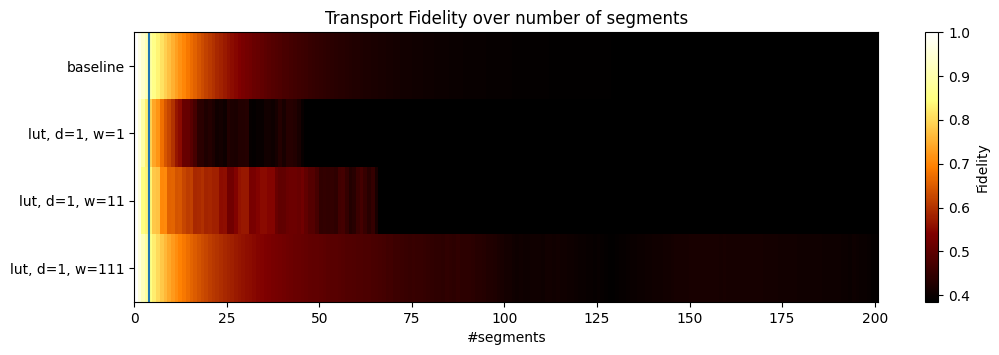 Transport Fidelity over number of segments
baseline
lut, d=1, w=1
lut, d=1, w=11
lut, d=1, w=111
0 25 50 75 100 125 150 175 200
#segments
1.0
0.9
0.8
0.7
0.6
0.5
0.4
Fidelity